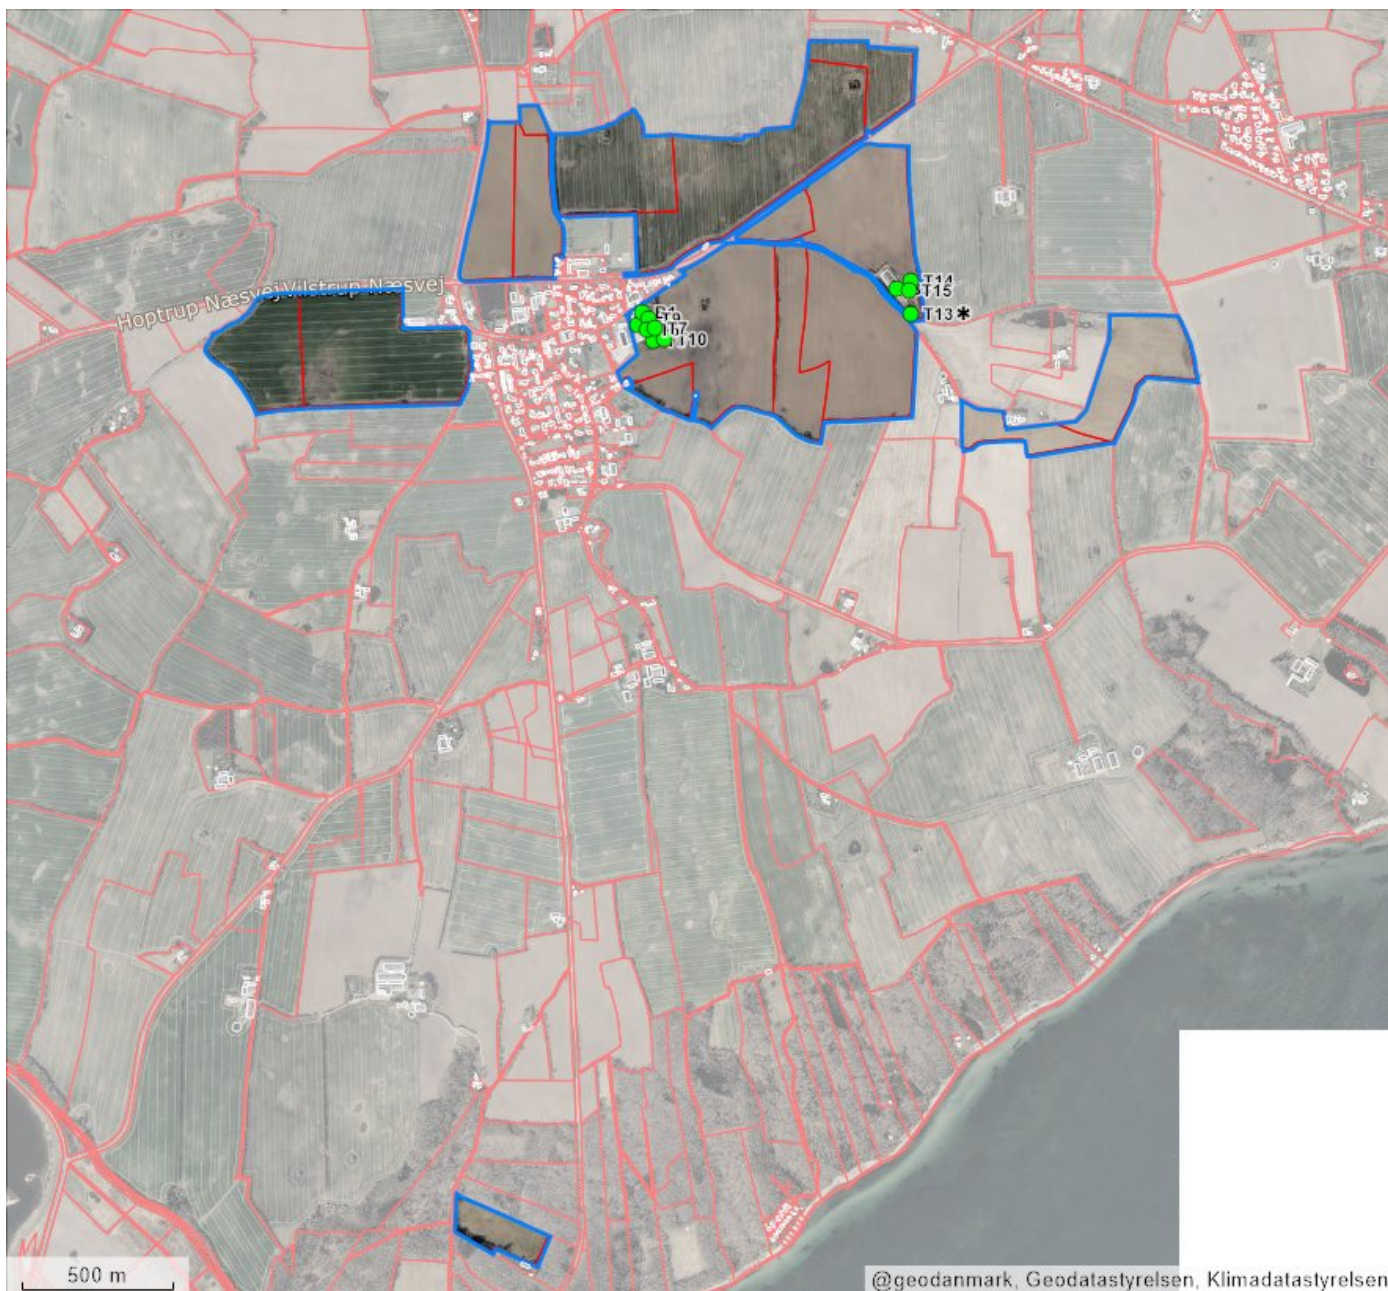 Hoptrup-Næsvej
Vilstrup-Næsvej
T14
T15
T13*
T10
500 m
@geodanmark, Geodatastyrelsen, Klimadatastyrelsen